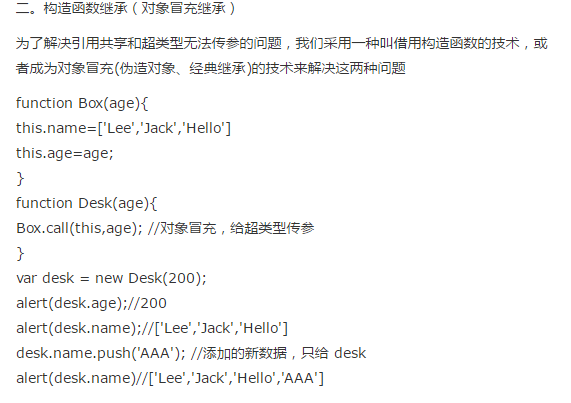 二。构造函数继承（对象冒充继承）
为了解决引用共享和超类型无法传参的问题，我们采用一种叫借用构造函数的技术，或
者成为对象冒充(伪造对象、经典继承)的技术来解决这两种问题
function Box(age){
this.name=['Lee','Jack','Hello']
this.age=age;
}
function Desk(age){
Box.call(this,age); //对象冒充，给超类型传参
}
var desk = new Desk(200);
alert(desk.age);//200
alert(desk.name);//['Lee','Jack','Hello']
desk.name.push('AAA'); //添加的新数据，只给 desk
alert(desk.name)//['Lee','Jack','Hello','AAA']